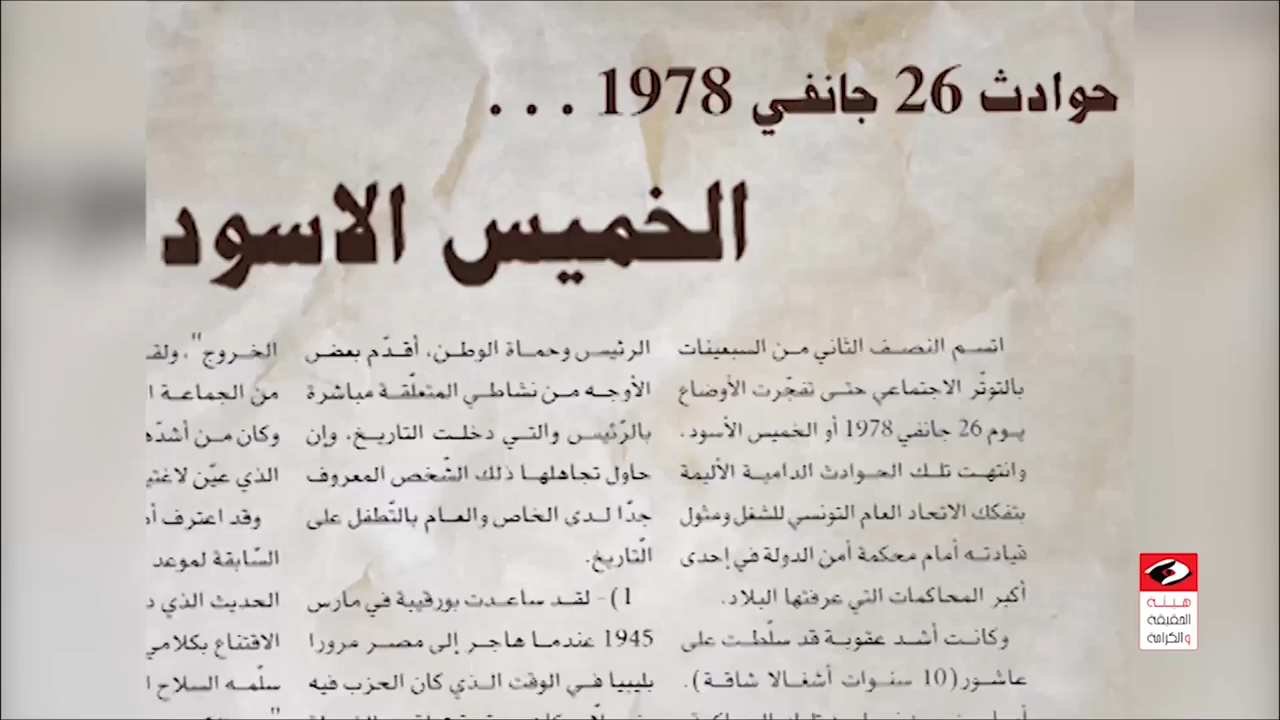 حوادث 26 جانفي 1978 ...
الخميس الاسود
اتسم النصف الثاني من السبعينات
بالتوتّر الاجتماعي حتى تفجّرت الأوضاع
يوم 26 جانفي 1978 أو الخميس الأسود.
وانتهت تلك الحوادث الدامية الأليمة
بتفكك الاتحاد العام التونسي للشغل ومثول
قيادته أمام محكمة أمن الدولة في إحدى
أكبر المحاكمات التي عرفتها البلاد.
وكانت أشد عقوبة قد سلّطت على
عاشور (10 سنوات أشغالا شاقة).
الرئيس وحماة الوطن، أقدّم بعض
الأوجه من نشاطي المتعلّقة مباشرة
بالرّئيس والتي دخلت التاريخ، وإن
حاول تجاهلها ذلك الشّخص المعروف
جدّا لدى الخاص والعام بالتّطفل على
التّاريخ.
1)- لقد ساعدت بورقيبة في مارس
1945 عندما هاجر إلى مصر مرورا
بليبيا في الوقت الذي كان الحزب فيه
الخروج"، ولقـ
من الجماعة ا
وكان من أشدّهـ
الذي عيّن لاغتيـ
وقد اعترف أمـ
السّابقة لموعد
الحديث الذي د
الاقتناع بكلامي
سلّمه السلاح ا
هيئة
الحقيقة
والكرامة